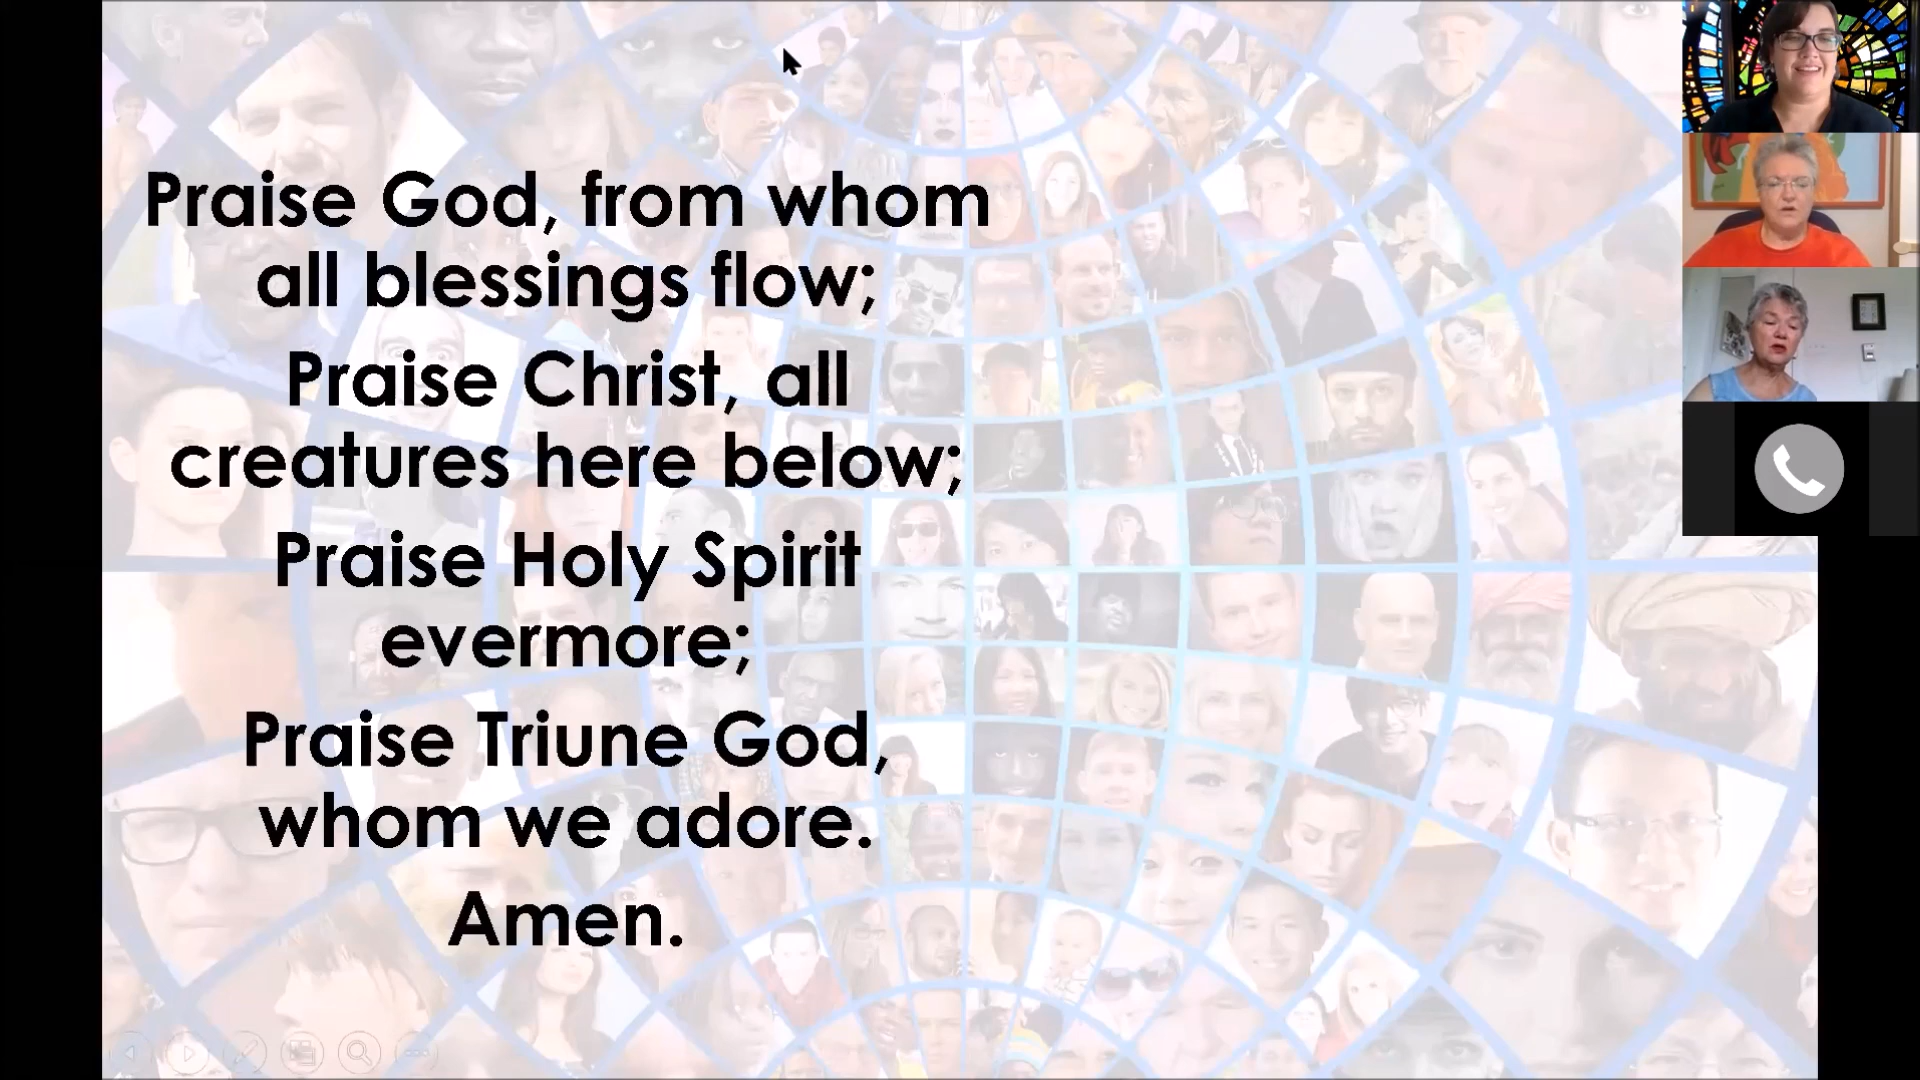 Praise God, from whom
all blessings flow;
Praise Christ, all
creatures here below;
Praise Holy Spirit
evermore;
Praise Triune God,
whom we adore.
Amen.